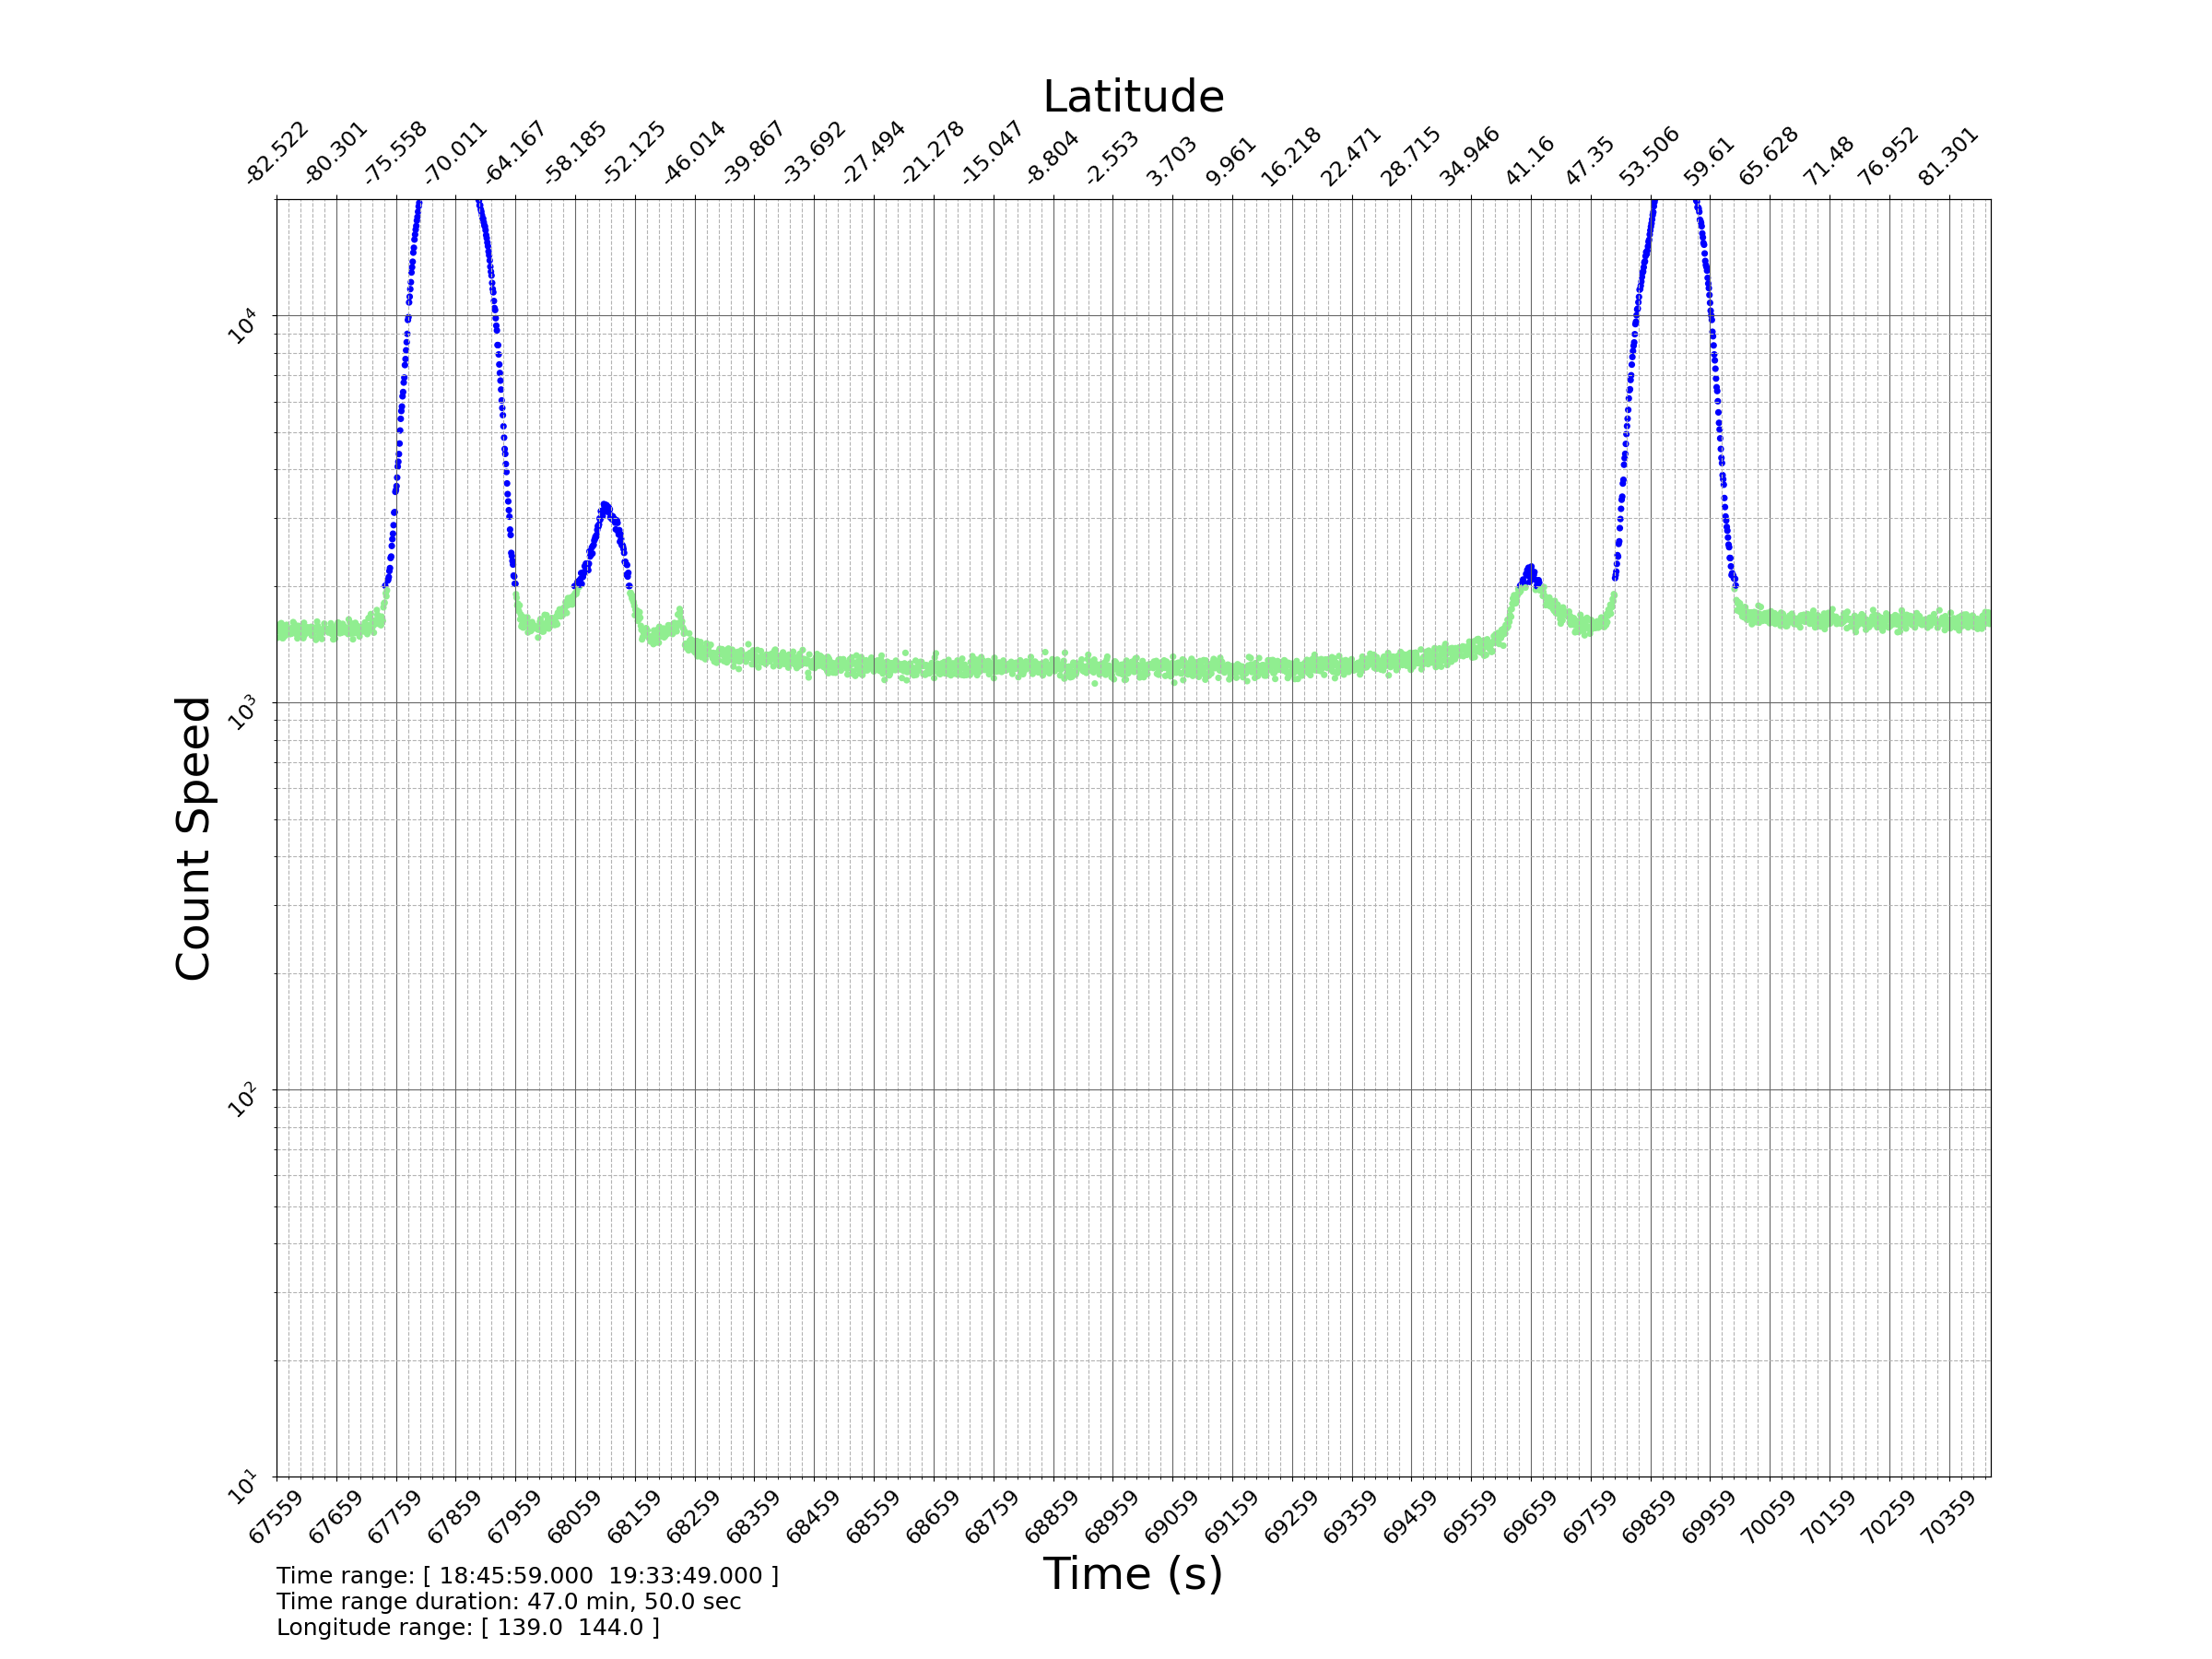 Latitude
-82.522 -80.301 -75.558 -70.011 -64.167 -58.185 -52.125 -46.014 -39.867 -33.692 -27.494 -21.278 -15.047 -8.804 -2.553 3.703 9.961 16.218 22.471 28.715 34.946 41.16 47.35 53.506 59.61 65.628 71.48 76.952 81.301
10⁴
10³
Count Speed
10²
10¹
67559 67659 67759 67859 67959 68059 68159 68259 68359 68459 68559 68659 68759 68859 68959 69059 69159 69259 69359 69459 69559 69659 69759 69859 69959 70059 70159 70259 70359
Time (s)
Time range: [ 18:45:59.000 19:33:49.000 ]
Time range duration: 47.0 min, 50.0 sec
Longitude range: [ 139.0 144.0 ]